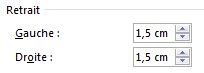 Retrait
Gauche : 1,5 cm
Droite : 1,5 cm